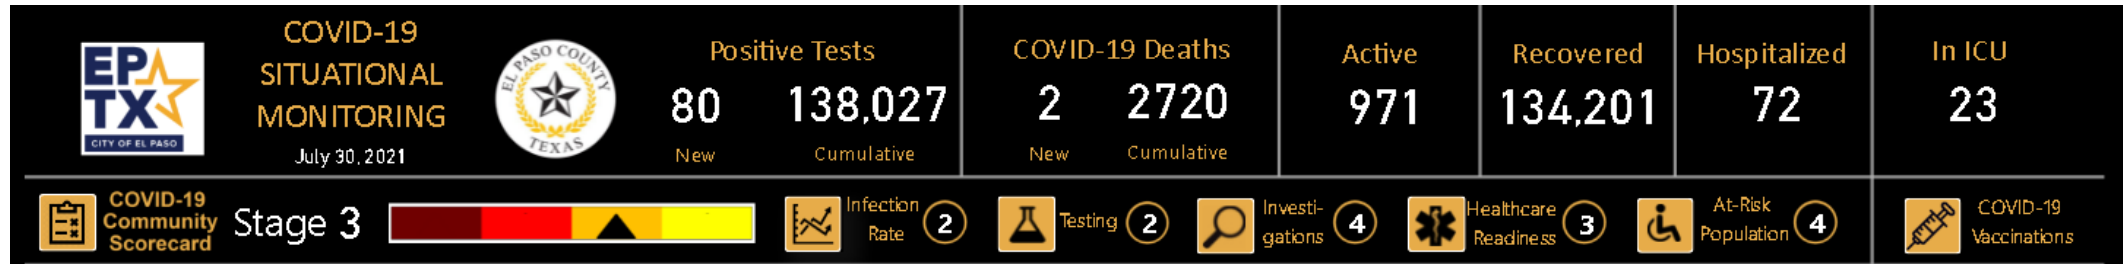 EP
TX
CITY OF EL PASO
COVID-19
SITUATIONAL
MONITORING
July 30, 2021
EL PASO COUNTY
TEXAS
Positive Tests
80 138,027
New Cumulative
COVID-19 Deaths
2 2720
New Cumulative
Active
971
Recovered
134,201
Hospitalized
72
In ICU
23
COVID-19
Community
Scorecard
Stage 3
Infection
Rate 2
Testing 2
Investi-
gations 4
Healthcare
Readiness 3
At-Risk
Population 4
COVID-19
Vaccinations